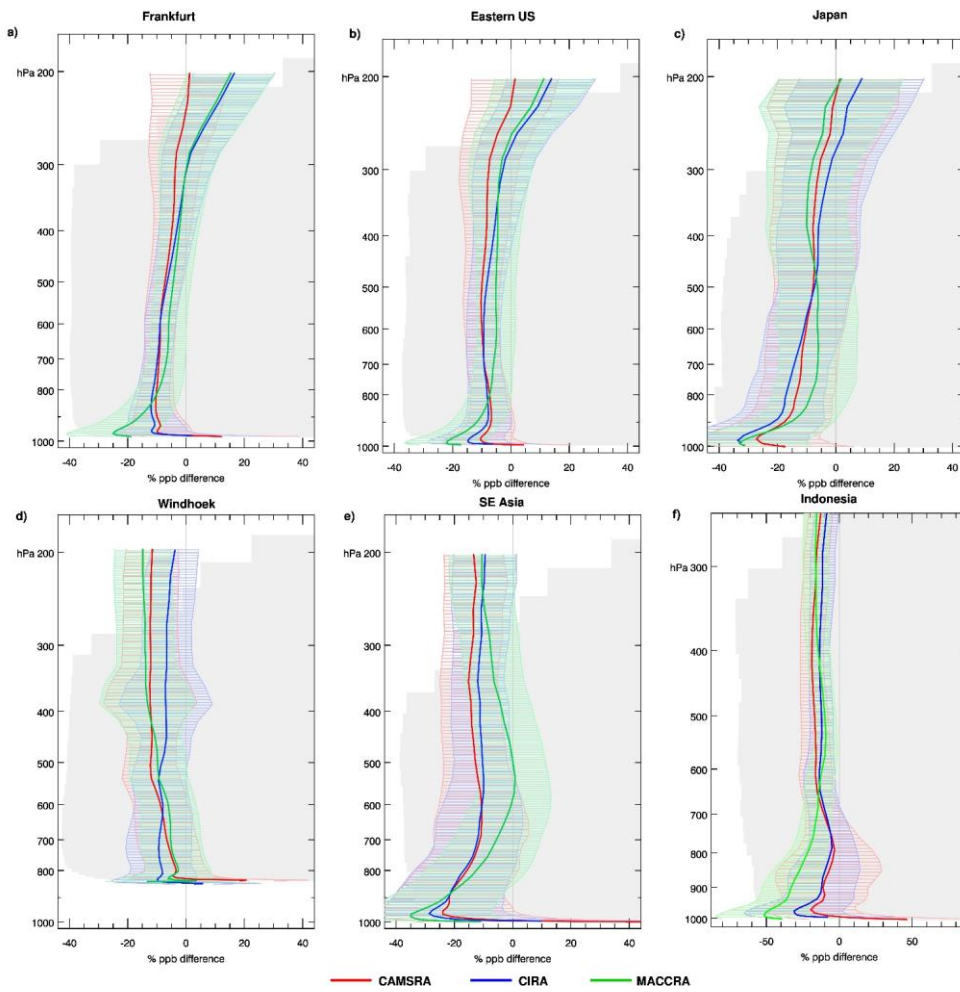 Frankfurt Eastern US Japan
a) b) c)
hPa 200 hPa 200 hPa 200
300 300 300
400 400 400
500 500 500
600 600 600
700 700 700
800 800 800
1000 1000 1000
-40 -20 0 20 40 -40 -20 0 20 40 -40 -20 0 20 40
% ppb difference % ppb difference % ppb difference
Windhoek SE Asia Indonesia
d) e) f)
hPa 200 hPa 200 hPa
300 300 300
400 400 400
500 500 500
600 600 600
700 700 700
800 800 800
900
1000 1000 1000
-40 -20 0 20 40 -40 -20 0 20 40 -50 0 50
% ppb difference % ppb difference % ppb difference
CAMSRA CIRA MACCRA